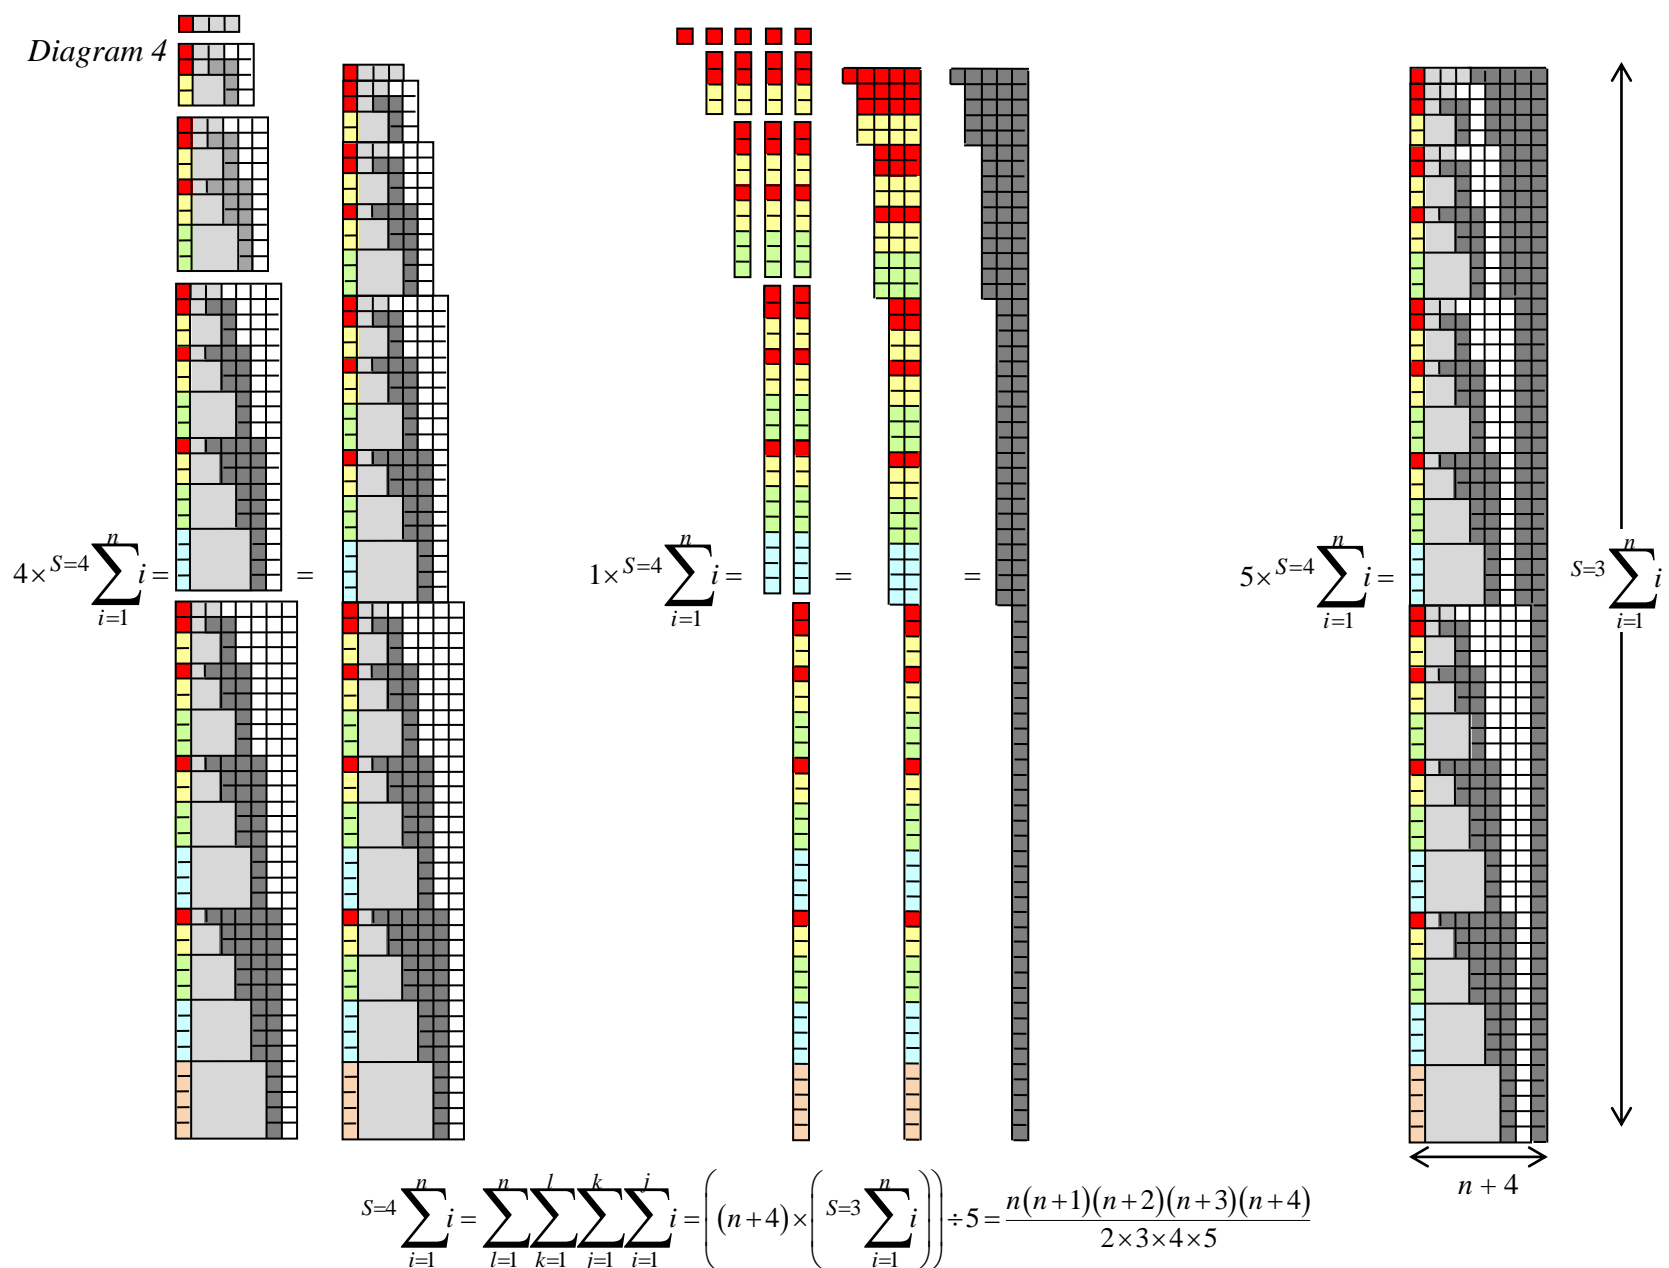 Diagram 4
4 × ^{S=4}∑_{i=1}^{n} i =
=
1 × ^{S=4}∑_{i=1}^{n} i =
=
=
5 × ^{S=4}∑_{i=1}^{n} i =
^{S=3}∑_{i=1}^{n} i
n + 4
^{S=4}∑_{i=1}^{n} i = ∑_{l=1}^{n} ∑_{k=1}^{l} ∑_{j=1}^{k} ∑_{i=1}^{j} i = ((n+4) × (^{S=3}∑_{i=1}^{n} i)) ÷ 5 = n(n+1)(n+2)(n+3)(n+4) / 2×3×4×5